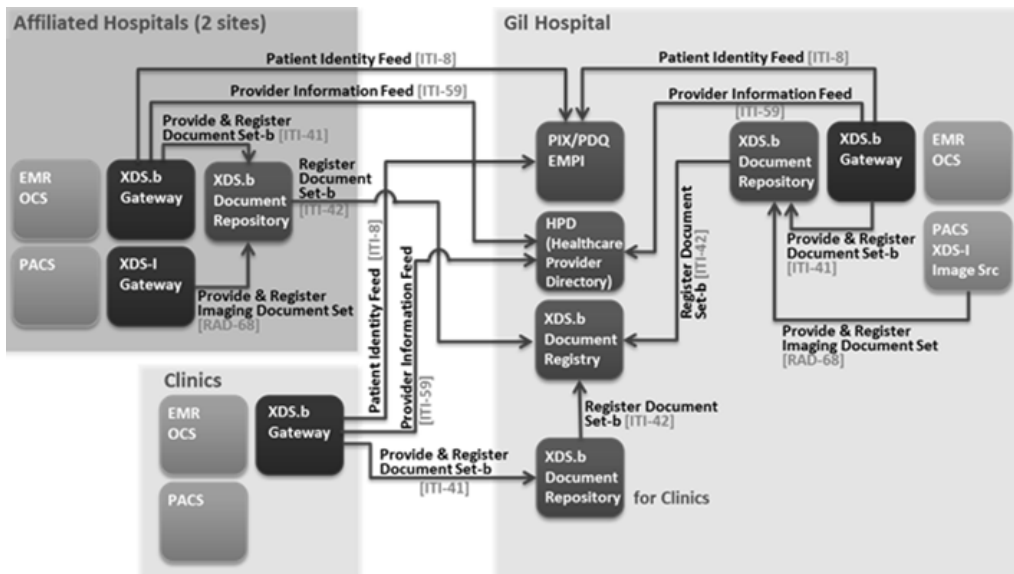 Affiliated Hospitals (2 sites)
Gil Hospital
Patient Identity Feed [ITI-8]
Patient Identity Feed [ITI-8]
Provider Information Feed [ITI-59]
Provider Information Feed
[ITI-59]
Provide & Register
Document Set-b [ITI-41]
EMR
OCS
XDS.b
Gateway
XDS.b
Document
Repository
Register
Document
Set-b
[ITI-42]
PACS
XDS-I
Gateway
Provide & Register
Imaging Document Set
[RAD-68]
PIX/PDQ
EMPI
HPD
(Healthcare
Provider
Directory)
XDS.b
Document
Registry
Register Document
Set-b [ITI-42]
XDS.b
Document
Repository
XDS.b
Gateway
EMR
OCS
Provide & Register
Document Set-b
[ITI-41]
PACS
XDS-I
Image Src
Provide & Register
Imaging Document Set
[RAD-68]
Clinics
EMR
OCS
XDS.b
Gateway
PACS
Patient Identity Feed [ITI-8]
Provider Information Feed
[ITI-59]
Provide & Register
Document Set-b
[ITI-41]
Register Document
Set-b [ITI-42]
XDS.b
Document
Repository
for Clinics